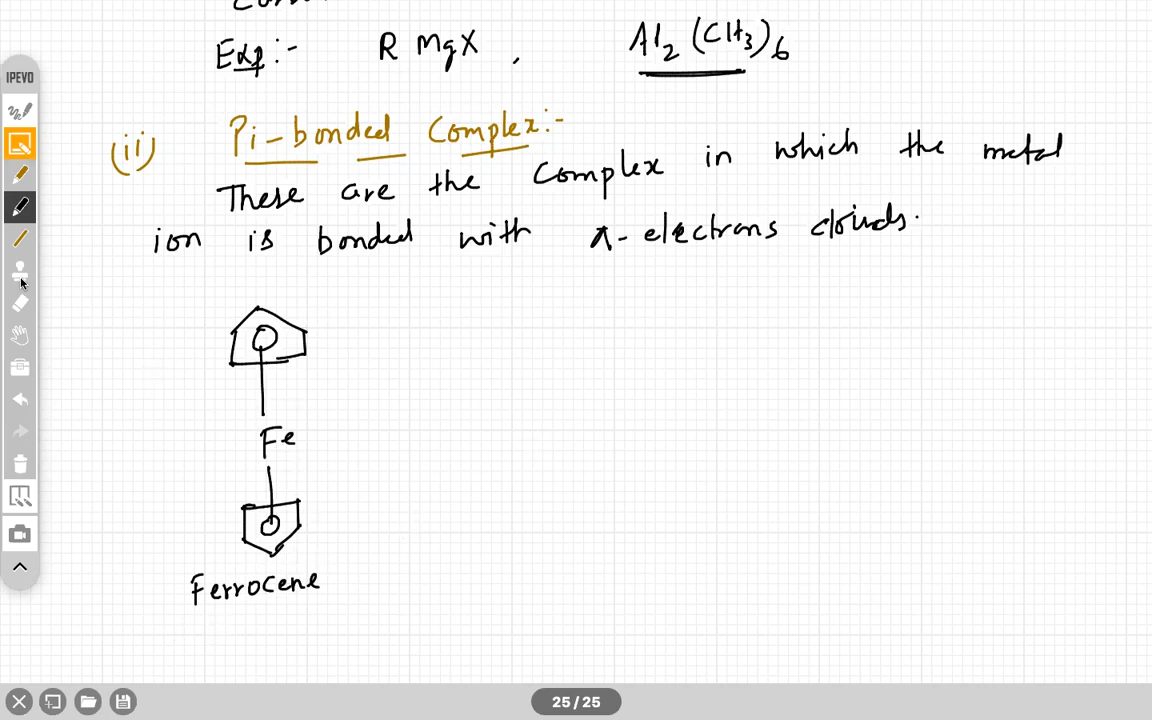 Exp:- R MgX , Al2 (CH3)6
(ii) Pi-bonded Complex:-
These are the Complex in which the metal
ion is bonded with π- electrons clouds.
Fe
Ferrocene
IPEVO
25/25